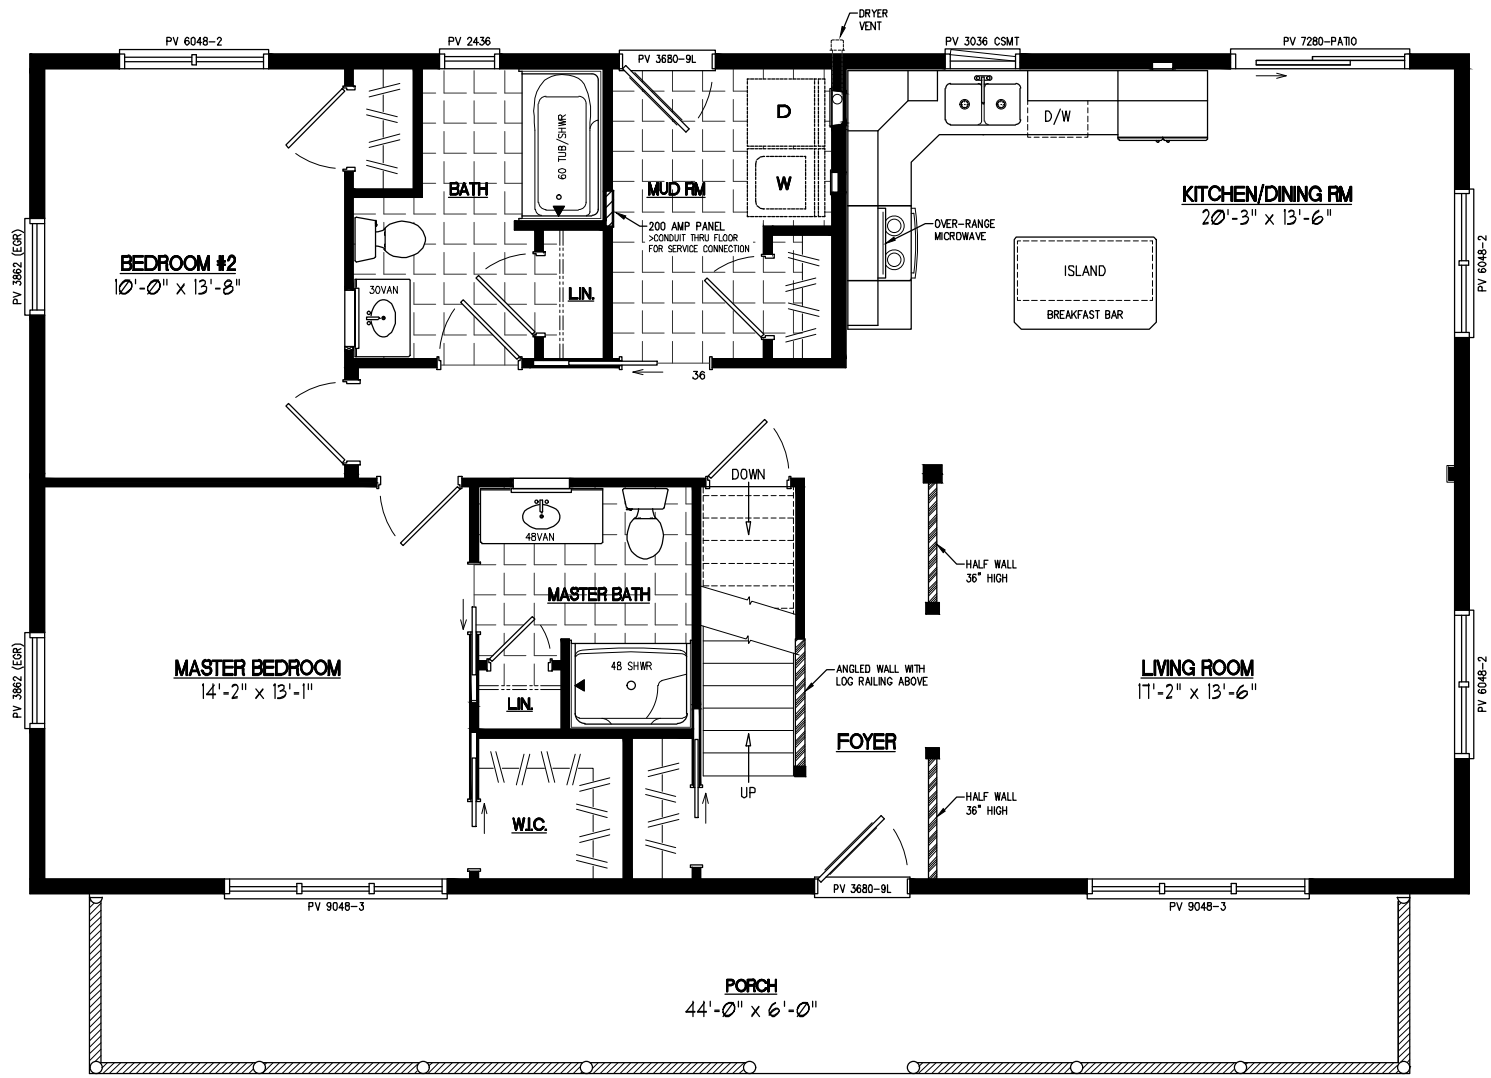 DRYER
VENT
PV 6048-2
PV 2436
PV 3680-9L
PV 3036 CSMT
PV 7280-PATIO
D
W
60 TUB/SHWR
D/W
BATH
MUD RM
KITCHEN/DINING RM
20'-3" x 13'-6"
200 AMP PANEL
>CONDUIT THRU FLOOR
FOR SERVICE CONNECTION
OVER-RANGE
MICROWAVE
PV 3862 (EGR)
BEDROOM #2
10'-0" x 13'-8"
30VAN
LIN.
ISLAND
BREAKFAST BAR
PV 6048-2
36
DOWN
48VAN
HALF WALL
36" HIGH
MASTER BATH
PV 3862 (EGR)
MASTER BEDROOM
14'-2" x 13'-1"
48 SHWR
LIN.
ANGLED WALL WITH
LOG RAILING ABOVE
LIVING ROOM
17'-2" x 13'-6"
PV 6048-2
FOYER
UP
HALF WALL
36" HIGH
W.I.C.
PV 3680-9L
PV 9048-3
PV 9048-3
PORCH
44'-0" x 6'-0"